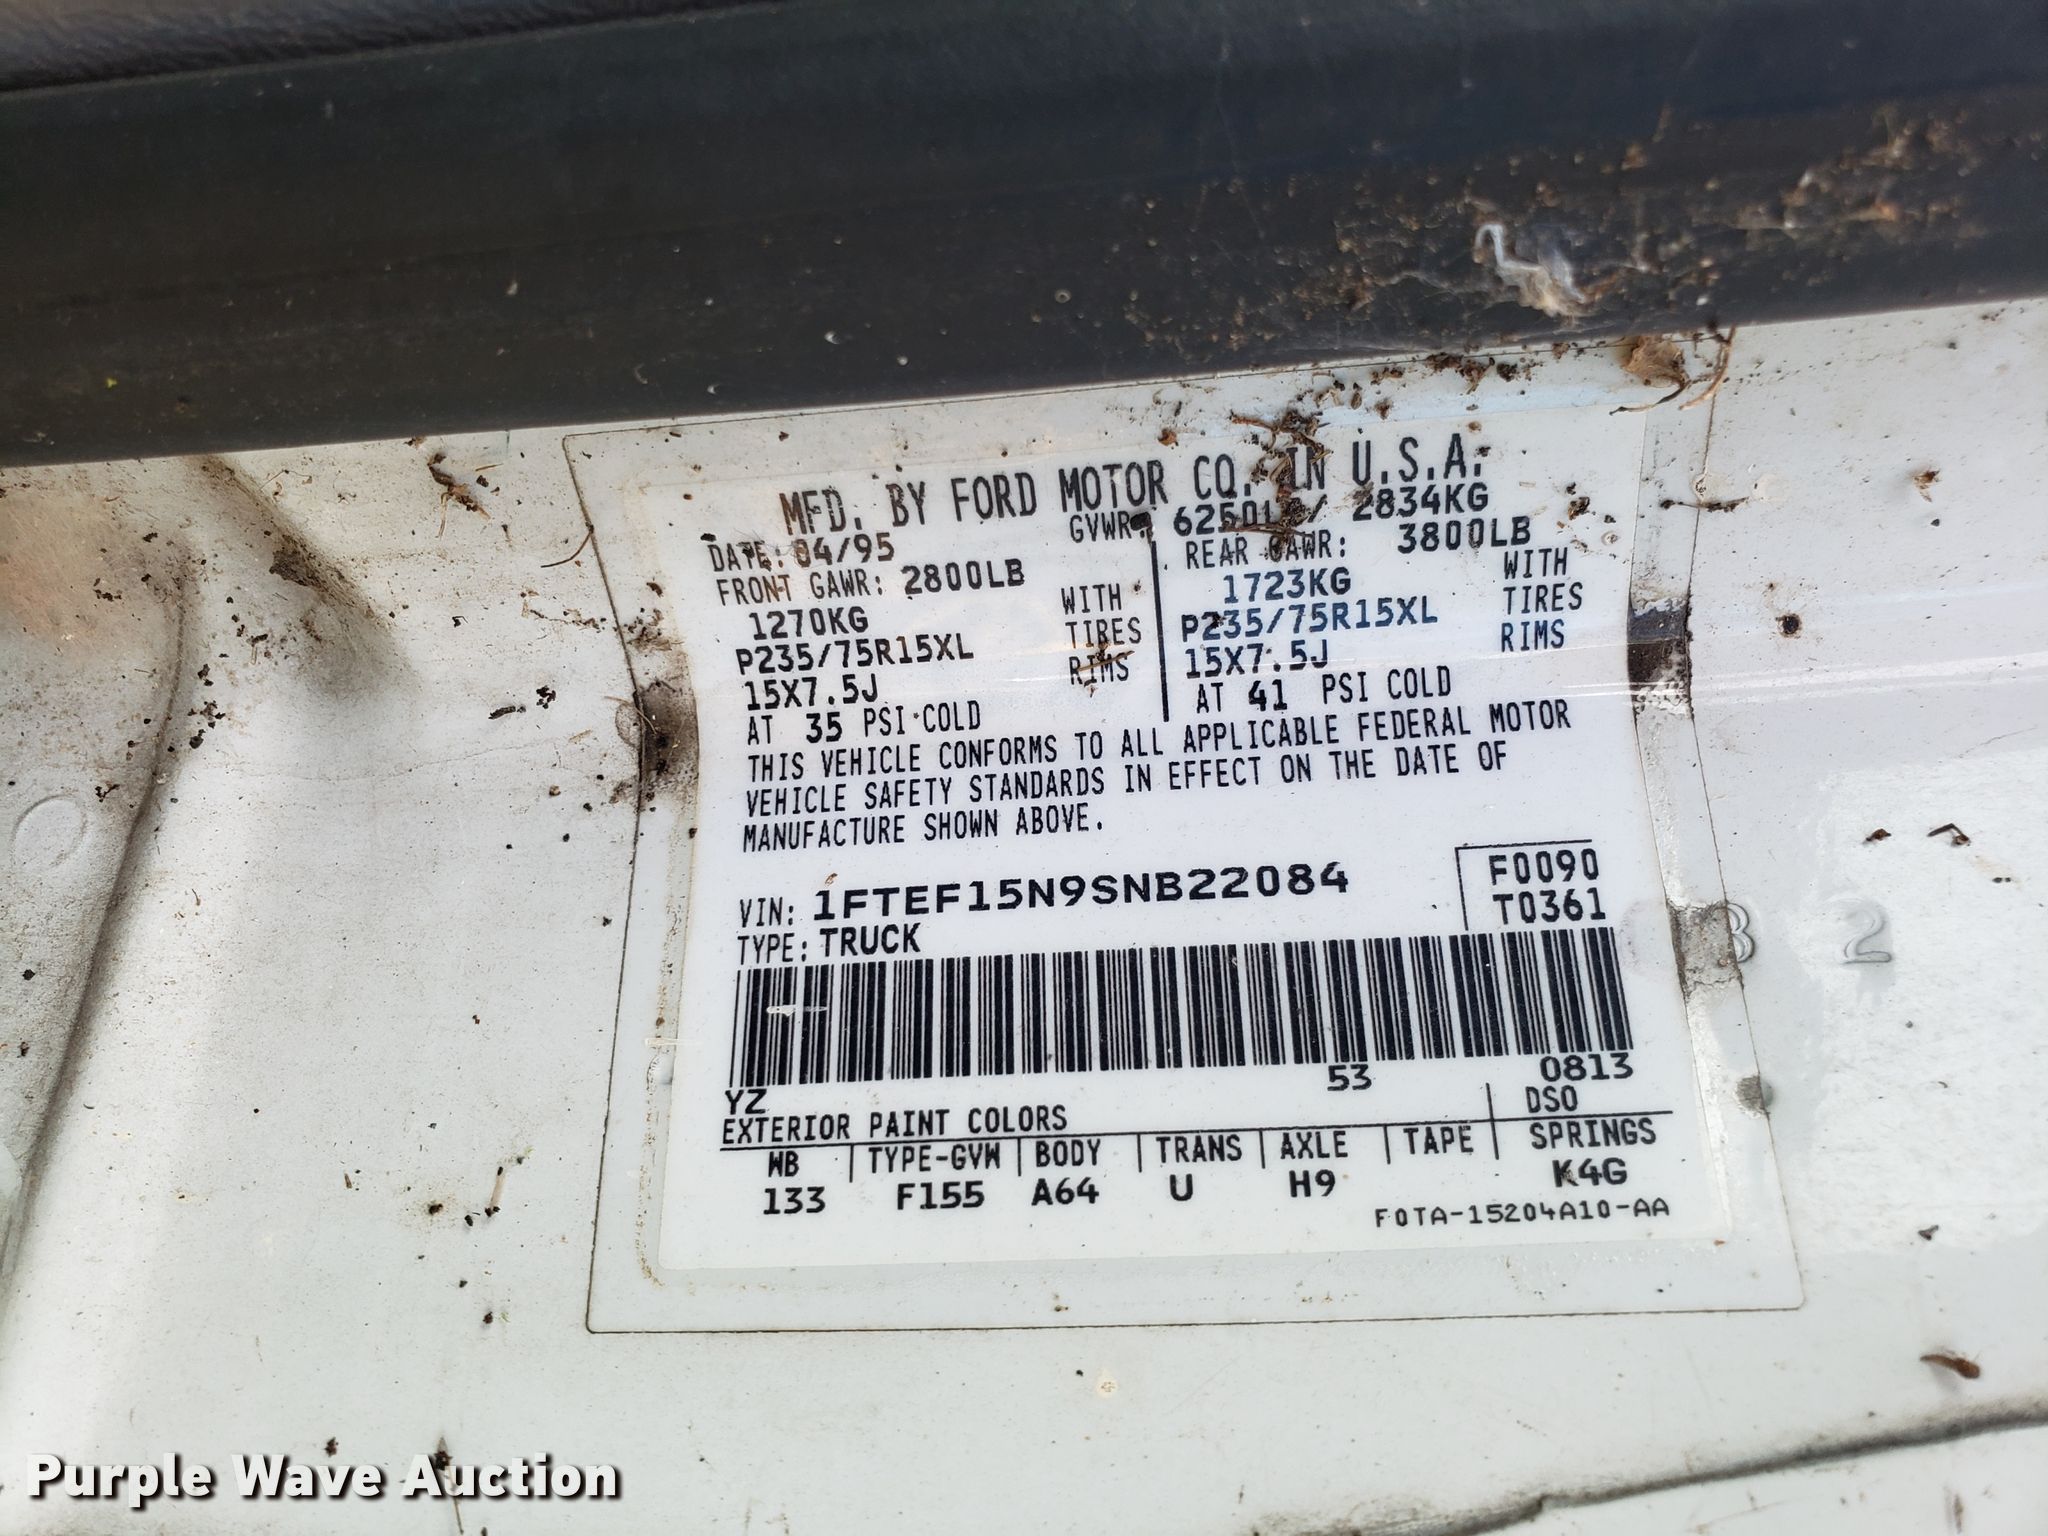 MFD. BY FORD MOTOR CO. IN U.S.A.
DATE: 04/95 GVWR: 6250LB/ 2834KG
FRONT GAWR: 2800LB REAR GAWR: 3800LB
1270KG WITH 1723KG WITH
P235/75R15XL TIRES P235/75R15XL TIRES
15X7.5J RIMS 15X7.5J RIMS
AT 35 PSI COLD AT 41 PSI COLD
THIS VEHICLE CONFORMS TO ALL APPLICABLE FEDERAL MOTOR
VEHICLE SAFETY STANDARDS IN EFFECT ON THE DATE OF
MANUFACTURE SHOWN ABOVE.
F0090
VIN: 1FTEF15N9SNB22084 T0361
TYPE: TRUCK
2
YZ 53 0813
EXTERIOR PAINT COLORS DSO
WB TYPE-GVW BODY TRANS AXLE TAPE SPRINGS
133 F155 A64 U H9 K4G
F0TA-15204A10-AA
Purple Wave Auction